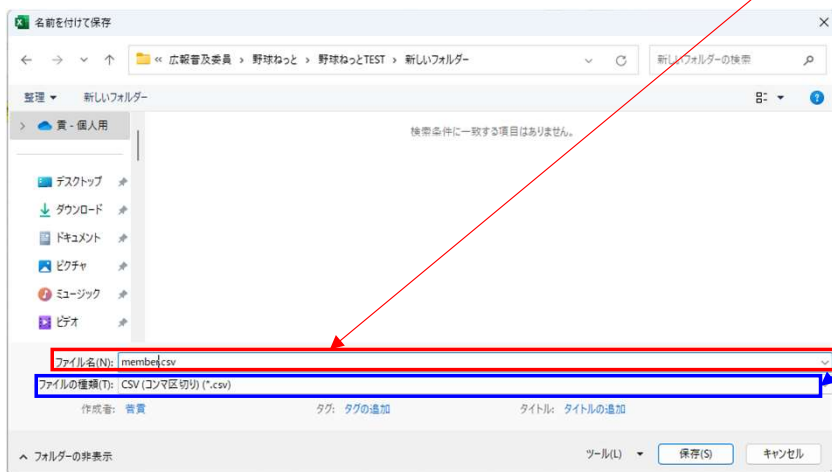 名前を付けて保存
« 広報普及委員 › 野球ねっと › 野球ねっとTEST › 新しいフォルダー
新しいフォルダーの検索
整理 ▼ 新しいフォルダー
貴 - 個人用
検索条件に一致する項目はありません。
デスクトップ
ダウンロード
ドキュメント
ピクチャ
ミュージック
ビデオ
ファイル名(N): member.csv
ファイルの種類(T): CSV (コンマ区切り) (*.csv)
作成者: 菅貴 タグ: タグの追加 タイトル: タイトルの追加
フォルダーの非表示 ツール(L) ▼ 保存(S) キャンセル